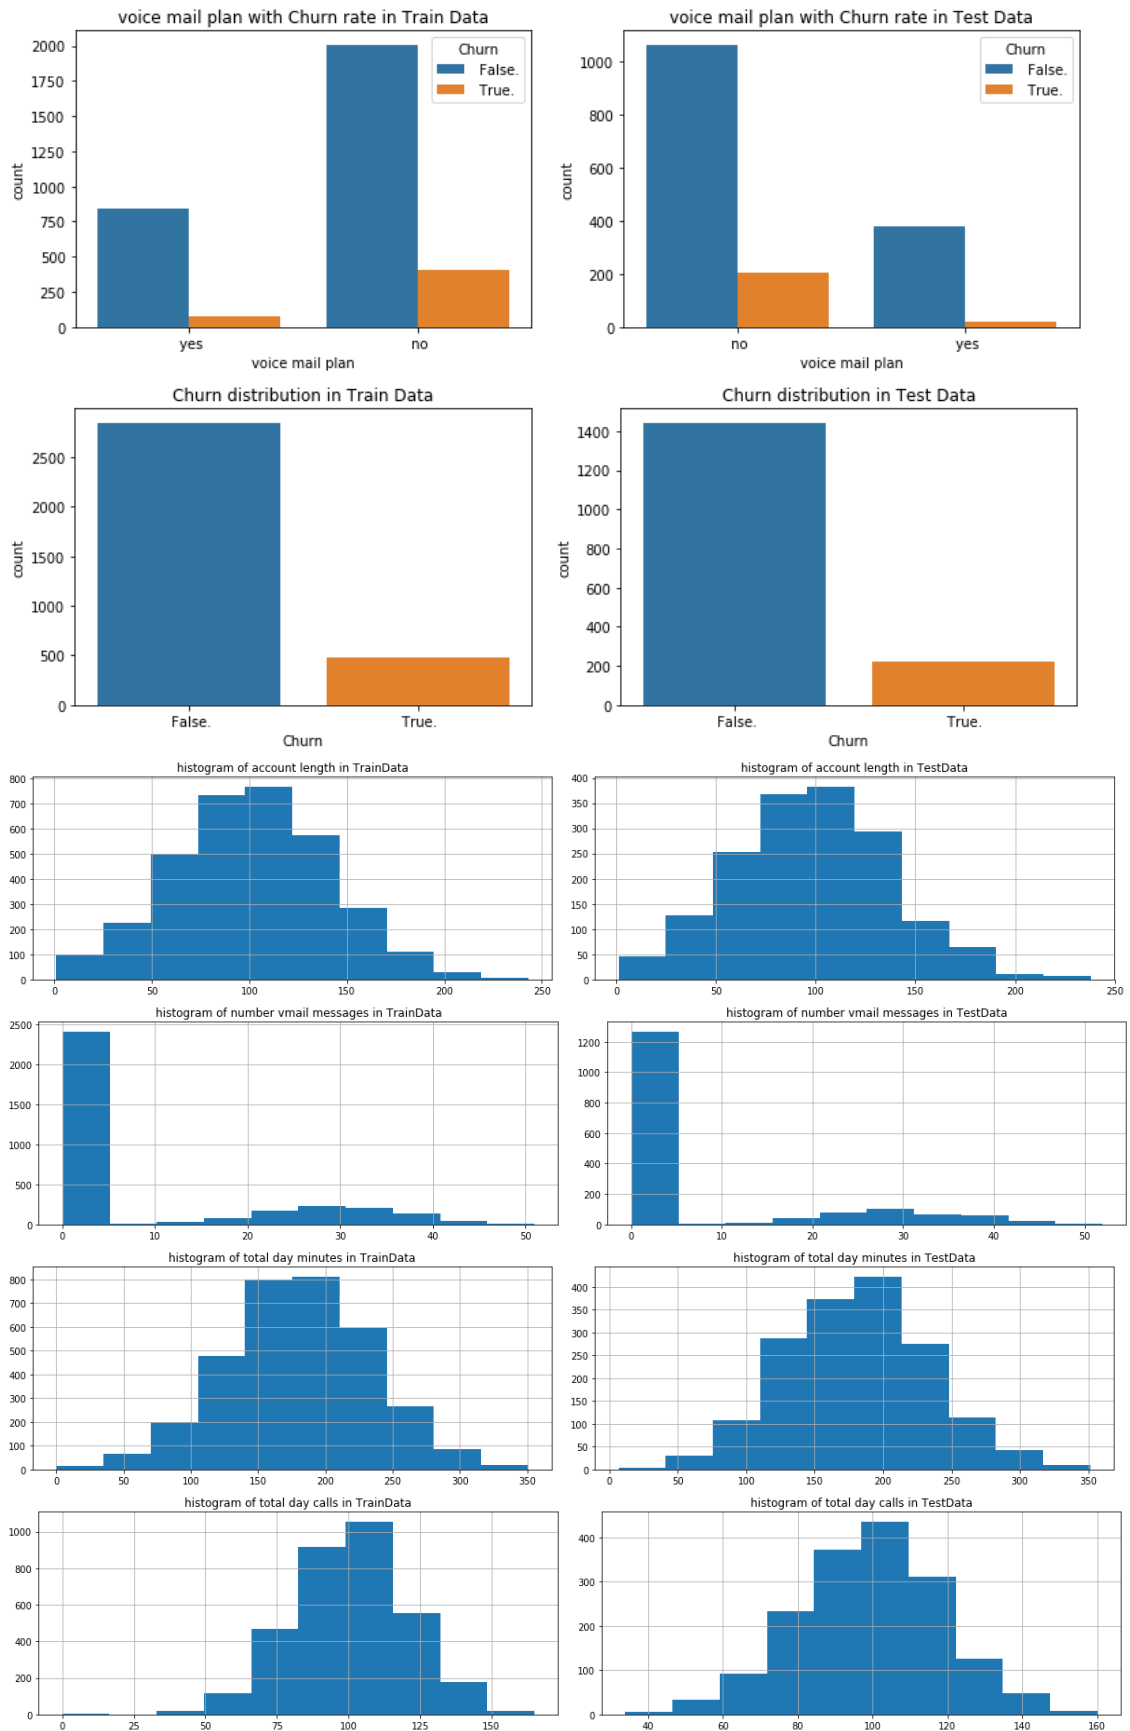 voice mail plan with Churn rate in Train Data
2000
1750
1500
1250
1000
750
500
250
0
count
Churn
False.
True.
yes no
voice mail plan
voice mail plan with Churn rate in Test Data
1000
800
600
400
200
0
count
Churn
False.
True.
no yes
voice mail plan
Churn distribution in Train Data
2500
2000
1500
1000
500
0
count
False. True.
Churn
Churn distribution in Test Data
1400
1200
1000
800
600
400
200
0
count
False. True.
Churn
histogram of account length in TrainData
800
700
600
500
400
300
200
100
0
0 50 100 150 200 250
histogram of account length in TestData
400
350
300
250
200
150
100
50
0
0 50 100 150 200 250
histogram of number vmail messages in TrainData
2500
2000
1500
1000
500
0
0 10 20 30 40 50
histogram of number vmail messages in TestData
1200
1000
800
600
400
200
0
0 10 20 30 40 50
histogram of total day minutes in TrainData
800
700
600
500
400
300
200
100
0
0 50 100 150 200 250 300 350
histogram of total day minutes in TestData
400
350
300
250
200
150
100
50
0
0 50 100 150 200 250 300 350
histogram of total day calls in TrainData
1000
800
600
400
200
0
0 25 50 75 100 125 150
histogram of total day calls in TestData
400
300
200
100
0
40 60 80 100 120 140 160